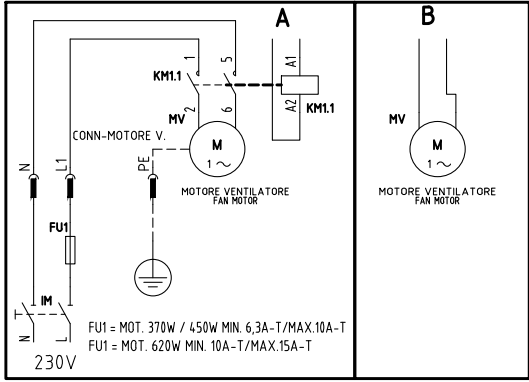 A
B
1
5
A1
KM1.1
A2
KM1.1
2
6
MV
MV
CONN-MOTORE V.
M
1 ~
M
1 ~
N
L1
PE
MOTORE VENTILATORE
FAN MOTOR
MOTORE VENTILATORE
FAN MOTOR
FU1
IM
N
L
FU1 = MOT. 370W / 450W MIN. 6,3A-T/MAX.10A-T
FU1 = MOT. 620W MIN. 10A-T/MAX.15A-T
230V